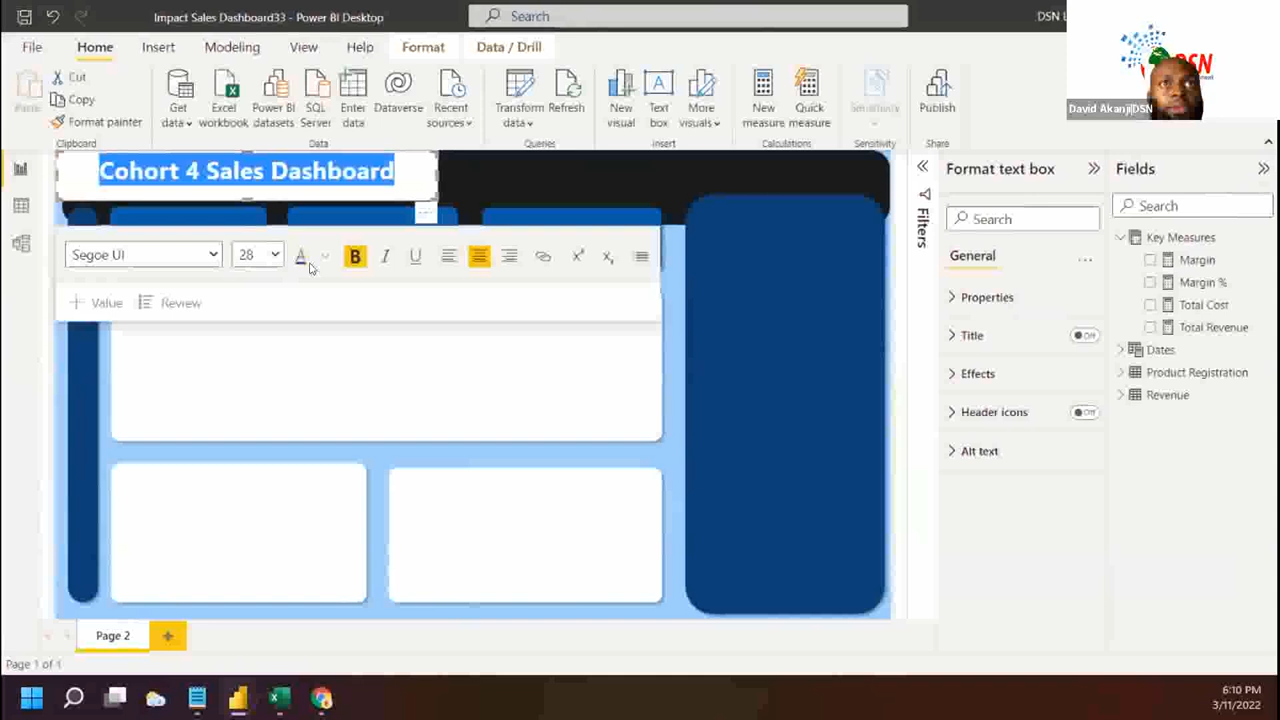 Impact Sales Dashboard33 - Power BI Desktop
Search
DSN
DSN
David Akanji|DSN
File
Home
Insert
Modeling
View
Help
Format
Data / Drill
Paste
Cut
Copy
Format painter
Get data
Excel workbook
Power BI datasets
SQL Server
Enter data
Dataverse
Recent sources
Transform data
Refresh
New visual
Text box
More visuals
New measure
Quick measure
Sensitivity
Publish
Clipboard
Data
Queries
Insert
Calculations
Sensitivity
Share
Cohort 4 Sales Dashboard
Segoe UI
28
A
B
I
U
Value
Review
Filters
Format text box
Search
General
Properties
Title
Off
Effects
Header icons
Off
Alt text
Fields
Search
Key Measures
Margin
Margin %
Total Cost
Total Revenue
Dates
Product Registration
Revenue
Page 2
Page 1 of 1
6:10 PM
3/11/2022